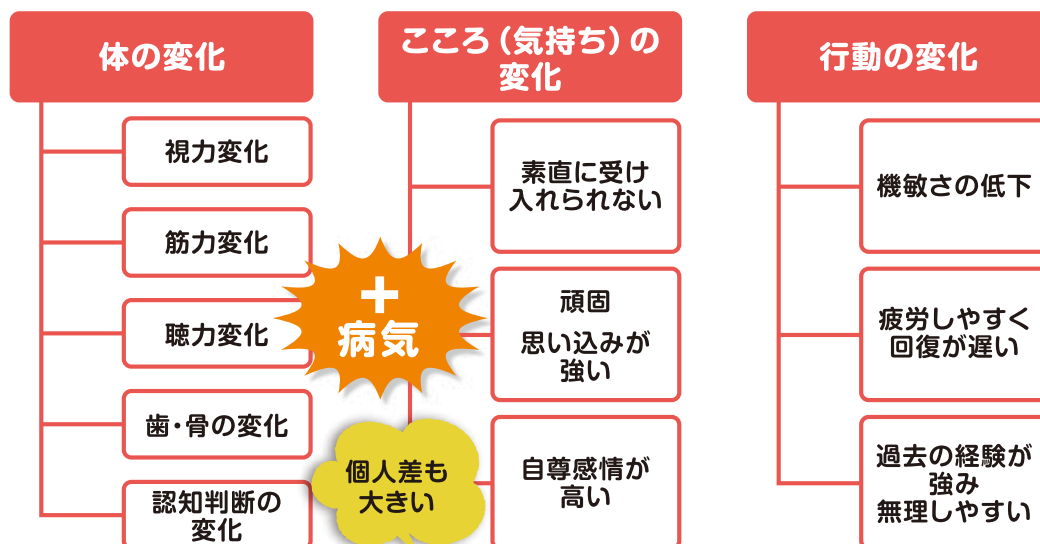 体の変化
視力変化
筋力変化
聴力変化
歯・骨の変化
認知判断の
変化
こころ（気持ち）の
変化
素直に受け
入れられない
頑固
思い込みが
強い
自尊感情が
高い
＋
病気
個人差も
大きい
行動の変化
機敏さの低下
疲労しやすく
回復が遅い
過去の経験が
強み
無理しやすい